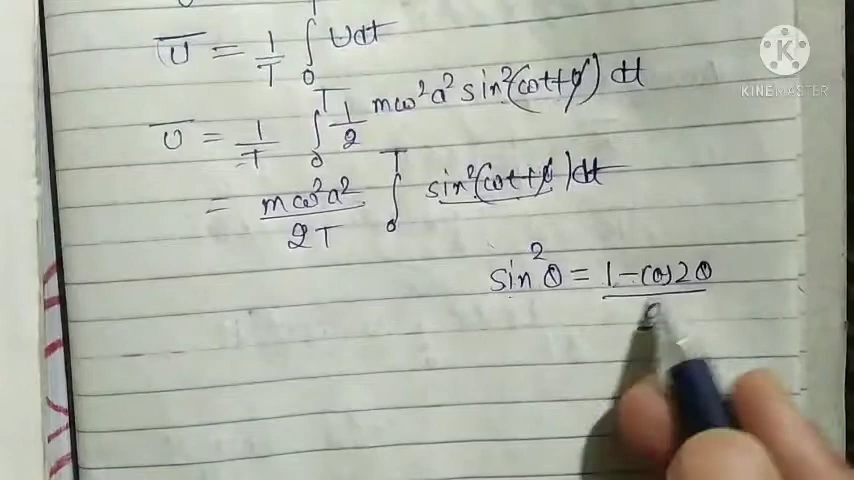 Ū = 1/T ∫₀ᵀ U dt
KINEMASTER
Ū = 1/T ∫₀ᵀ 1/2 mω²a² sin²(ωt+φ) dt
= mω²a²/2T ∫₀ᵀ sin²(ωt+φ) dt
sin²θ = 1-cos2θ